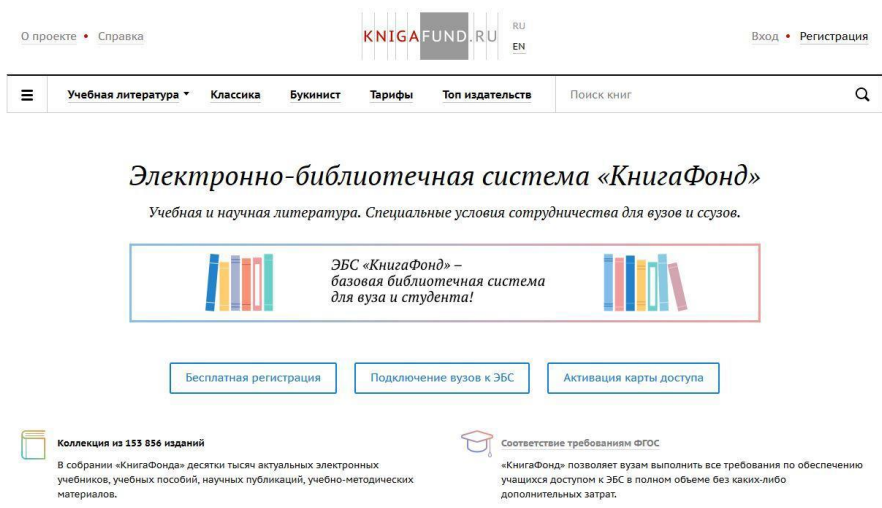 О проекте • Справка
KNIGAFUND.RU
RU
EN
Вход • Регистрация
Учебная литература
Классика
Букинист
Тарифы
Топ издательств
Поиск книг
Электронно-библиотечная система «КнигаФонд»
Учебная и научная литература. Специальные условия сотрудничества для вузов и ссузов.
ЭБС «КнигаФонд» –
базовая библиотечная система
для вуза и студента!
Бесплатная регистрация
Подключение вузов к ЭБС
Активация карты доступа
Коллекция из 153 856 изданий
В собрании «КнигаФонда» десятки тысяч актуальных электронных
учебников, учебных пособий, научных публикаций, учебно-методических
материалов.
Соответствие требованиям ФГОС
«КнигаФонд» позволяет вузам выполнить все требования по обеспечению
учащихся доступом к ЭБС в полном объеме без каких-либо
дополнительных затрат.